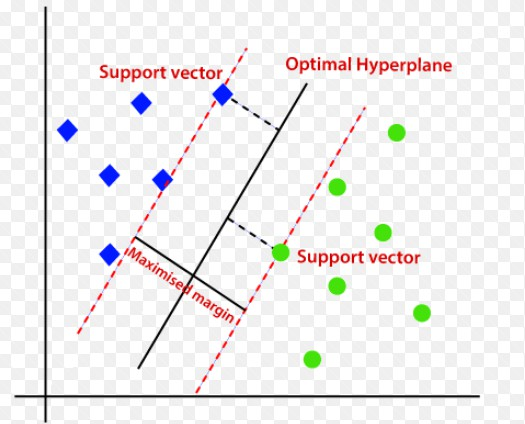 Support vector
Optimal Hyperplane
Support vector
Maximised margin